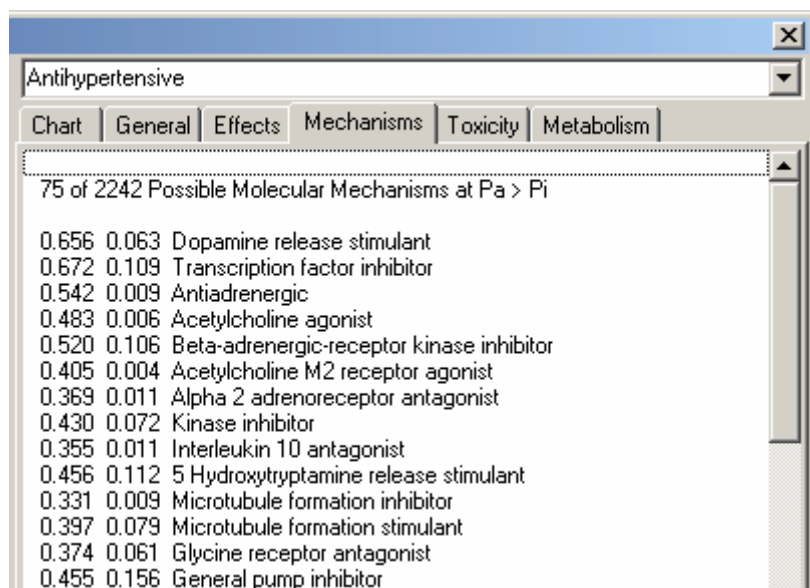 Antihypertensive
Chart General Effects Mechanisms Toxicity Metabolism
75 of 2242 Possible Molecular Mechanisms at Pa > Pi
0.656 0.063 Dopamine release stimulant
0.672 0.109 Transcription factor inhibitor
0.542 0.009 Antiadrenergic
0.483 0.006 Acetylcholine agonist
0.520 0.106 Beta-adrenergic-receptor kinase inhibitor
0.405 0.004 Acetylcholine M2 receptor agonist
0.369 0.011 Alpha 2 adrenoreceptor antagonist
0.430 0.072 Kinase inhibitor
0.355 0.011 Interleukin 10 antagonist
0.456 0.112 5 Hydroxytryptamine release stimulant
0.331 0.009 Microtubule formation inhibitor
0.397 0.079 Microtubule formation stimulant
0.374 0.061 Glycine receptor antagonist
0.455 0.156 General pump inhibitor